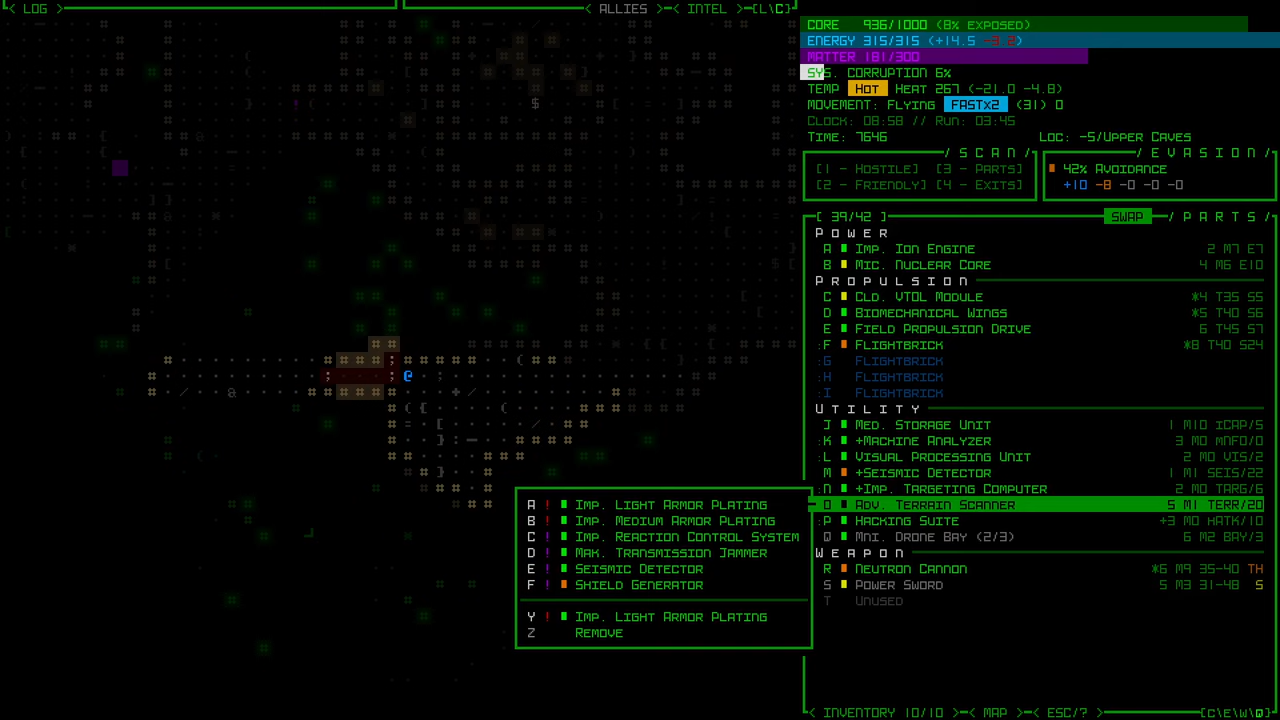 < LOG >
< ALLIES >─< INTEL >─[L\C]
CORE 936/1000 (8% EXPOSED)
ENERGY 315/315 (+14.5 -3.2)
MATTER 181/300
SYS. CORRUPTION 6%
TEMP HOT HEAT 267 (-21.0 -4.8)
MOVEMENT: FLYING FASTX2 (31) 0
CLOCK: 08:58 // RUN: 03:45
TIME: 7646 LOC: -5/UPPER CAVES
/ SCAN /
/ EVASION /
[1 - HOSTILE] [3 - PARTS]
[2 - FRIENDLY] [4 - EXITS]
42% AVOIDANCE
+10 -8 -0 -0 -0
[ 39/42 ] SWAP / PARTS /
POWER
A IMP. ION ENGINE 2 M7 E7
B MIC. NUCLEAR CORE 4 M6 E10
PROPULSION
C CLD. VTOL MODULE *4 T35 S5
D BIOMECHANICAL WINGS *5 T40 S6
E FIELD PROPULSION DRIVE 6 T45 S7
:F FLIGHTBRICK *8 T40 S24
:G FLIGHTBRICK
:H FLIGHTBRICK
:I FLIGHTBRICK
UTILITY
J MED. STORAGE UNIT 1 M10 ICAP/5
:K +MACHINE ANALYZER 3 M0 MNFO/0
:L VISUAL PROCESSING UNIT 2 M0 VIS/2
M +SEISMIC DETECTOR 1 M1 SEIS/22
:N +IMP. TARGETING COMPUTER 2 M0 TARG/6
O ADV. TERRAIN SCANNER 5 M1 TERR/20
:P HACKING SUITE +3 M0 HATK/10
Q MNI. DRONE BAY (2/3) 6 M2 BAY/3
WEAPON
R NEUTRON CANNON *6 M9 35-40 TH
S POWER SWORD 5 M3 31-48 S
T UNUSED
A ! IMP. LIGHT ARMOR PLATING
B ! IMP. MEDIUM ARMOR PLATING
C ! IMP. REACTION CONTROL SYSTEM
D ! MAK. TRANSMISSION JAMMER
E ! SEISMIC DETECTOR
F ! SHIELD GENERATOR
Y ! IMP. LIGHT ARMOR PLATING
Z REMOVE
< INVENTORY 10/10 >─< MAP >─< ESC/? >
[C\E\W\Q]